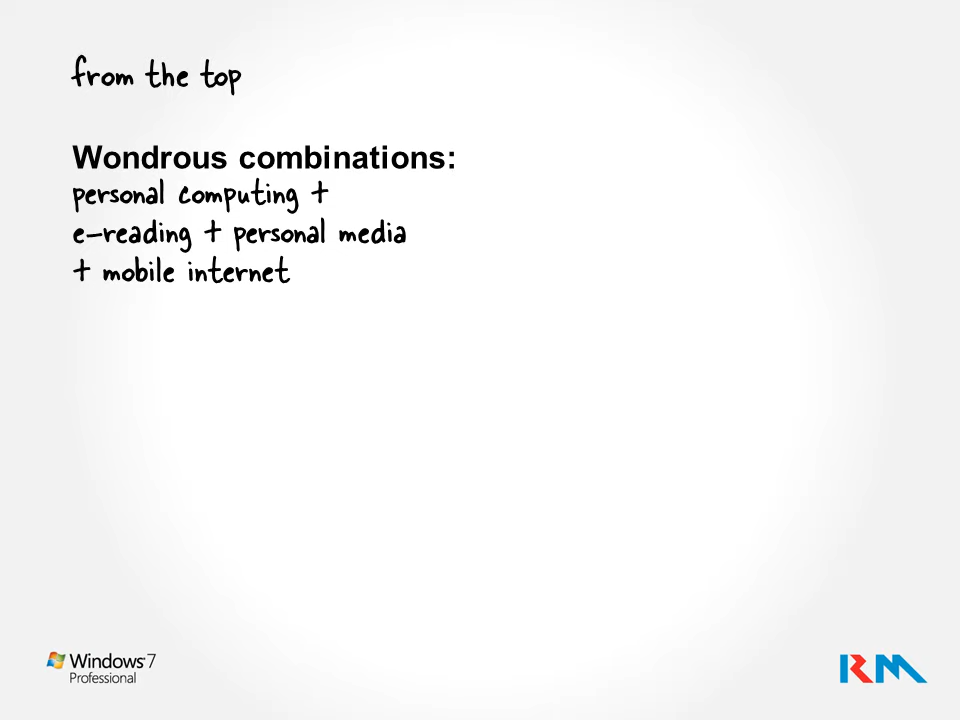 from the top
Wondrous combinations:
personal computing +
e-reading + personal media
+ mobile internet
Windows 7
Professional
RM